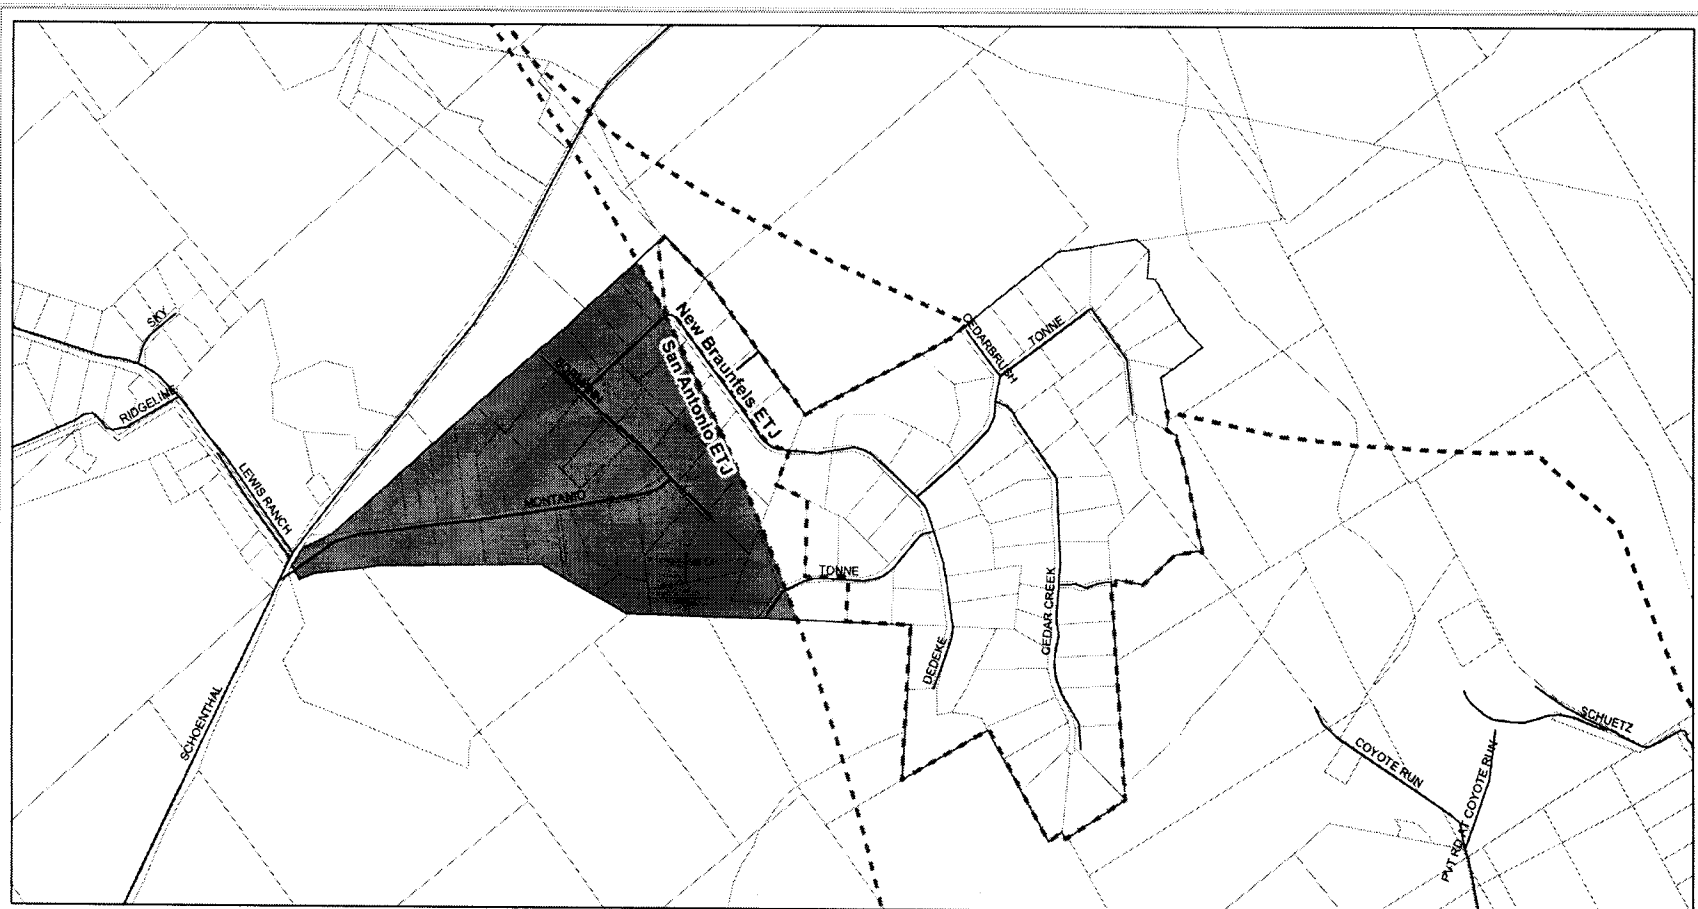 SKY
RIDGELINE
LEWIS RANCH
SCHOENTHAL
MONTANIO
New Braunfels ETJ
San Antonio ETJ
CEDARBRUSH
TONNE
TONNE
DEDEKE
CEDAR CREEK
COYOTE RUN
PVT RD AT COYOTE RUN
SCHUETZ